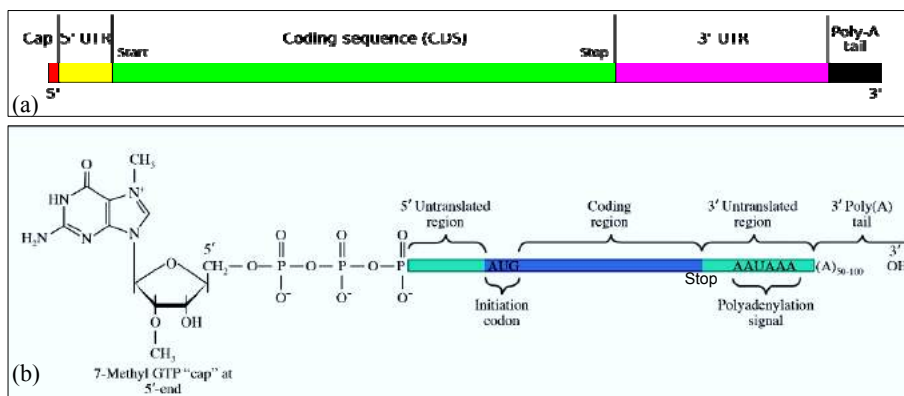 Cap 5' UTR Coding sequence (CDS) 3' UTR Poly-A
tail
Start Stop
5' 3'
(a)
CH₃
O
N⁺
HN
H₂N N N
5'
CH₂ — O — P — O — P — O — P
O O O
O⁻ O⁻ O⁻
O
O OH
CH₃
7-Methyl GTP "cap" at
5'-end
5' Untranslated
region
Coding
region
3' Untranslated
region
3' Poly(A)
tail
AUG
Stop
AAUAAA
(A)₅₀₋₁₀₀
3'
OH
Initiation
codon
Polyadenylation
signal
(b)